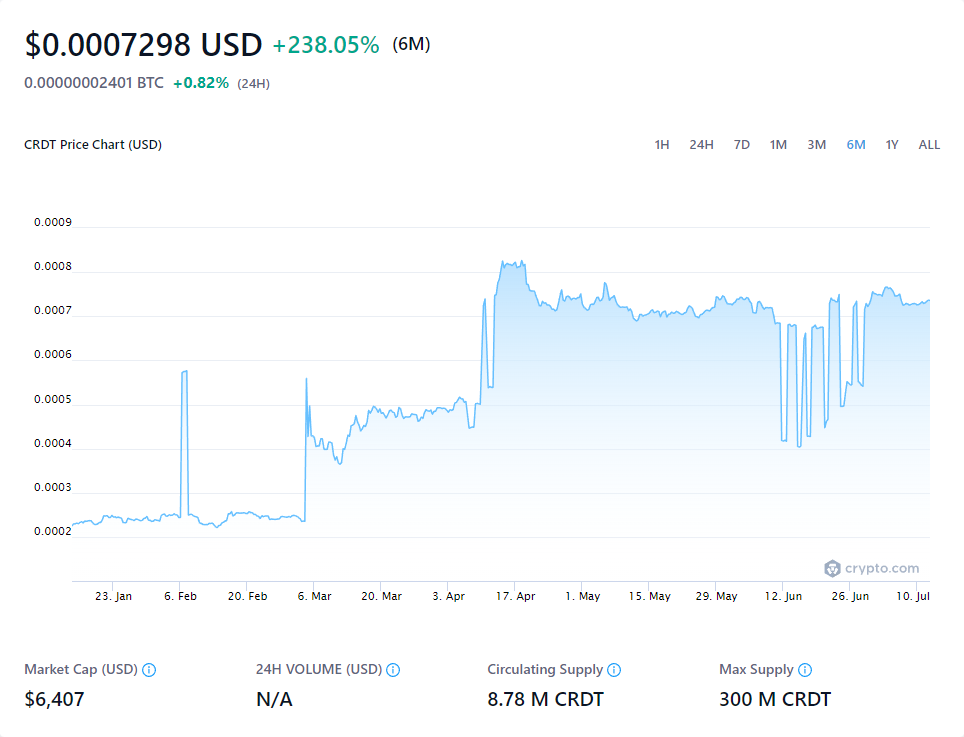 $0.0007298 USD +238.05% (6M)
0.00000002401 BTC +0.82% (24H)
CRDT Price Chart (USD) 1H 24H 7D 1M 3M 6M 1Y ALL
0.0009
0.0008
0.0007
0.0006
0.0005
0.0004
0.0003
0.0002
crypto.com
23. Jan 6. Feb 20. Feb 6. Mar 20. Mar 3. Apr 17. Apr 1. May 15. May 29. May 12. Jun 26. Jun 10. Jul
Market Cap (USD) 24H VOLUME (USD) Circulating Supply Max Supply
$6,407 N/A 8.78 M CRDT 300 M CRDT